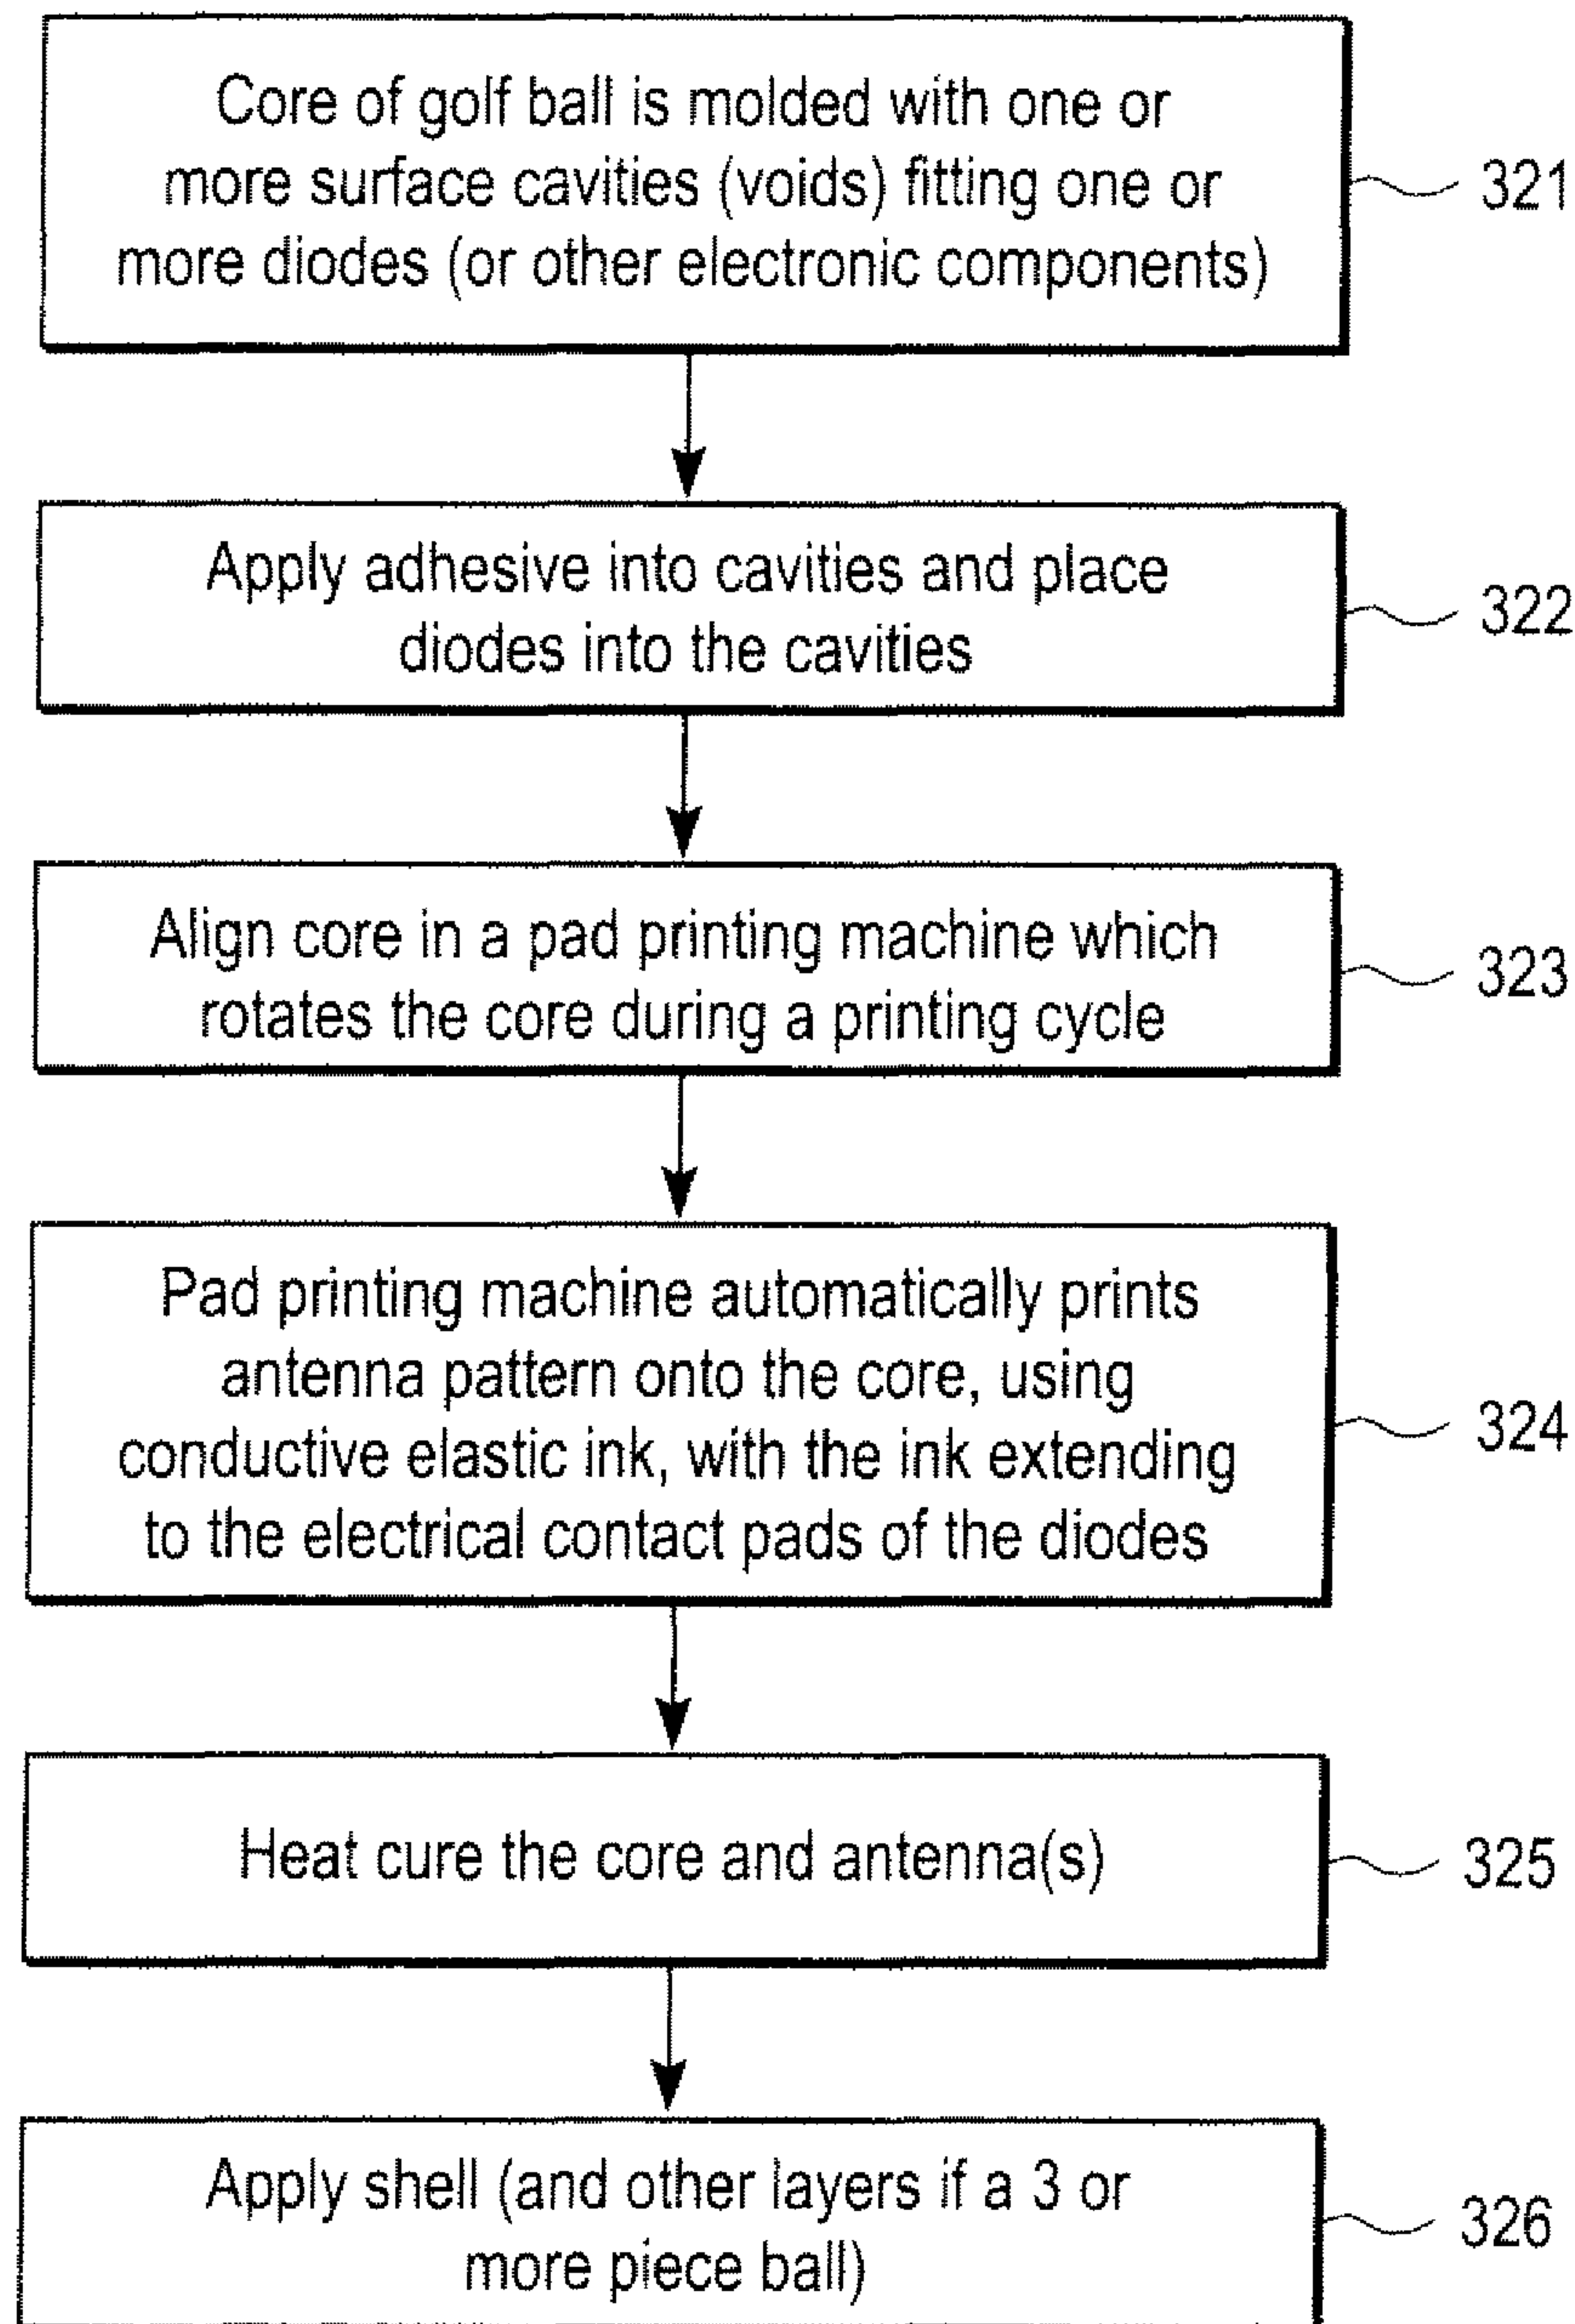 Core of golf ball is molded with one or
more surface cavities (voids) fitting one or
more diodes (or other electronic components)
321
Apply adhesive into cavities and place
diodes into the cavities
322
Align core in a pad printing machine which
rotates the core during a printing cycle
323
Pad printing machine automatically prints
antenna pattern onto the core, using
conductive elastic ink, with the ink extending
to the electrical contact pads of the diodes
324
Heat cure the core and antenna(s)
325
Apply shell (and other layers if a 3 or
more piece ball)
326